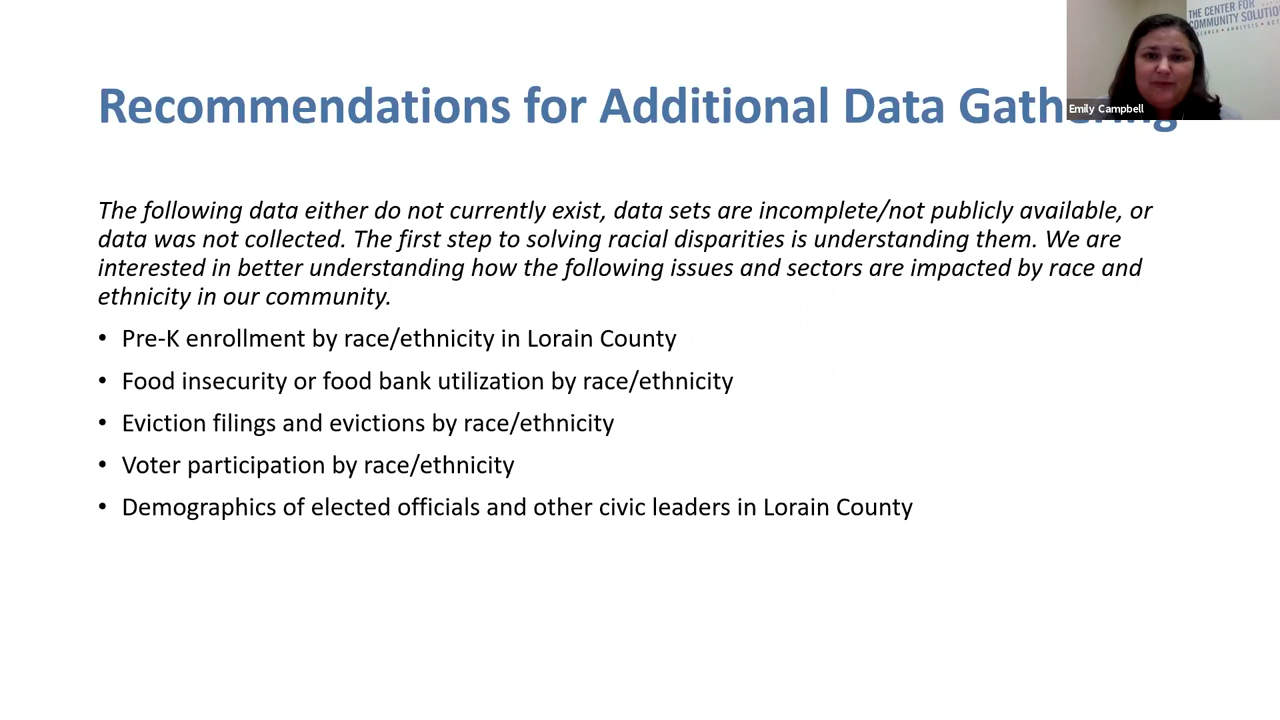 THE CENTER FOR
COMMUNITY SOLUTIO
Emily Campbell
Recommendations for Additional Data Gathering
The following data either do not currently exist, data sets are incomplete/not publicly available, or
data was not collected. The first step to solving racial disparities is understanding them. We are
interested in better understanding how the following issues and sectors are impacted by race and
ethnicity in our community.
• Pre-K enrollment by race/ethnicity in Lorain County
• Food insecurity or food bank utilization by race/ethnicity
• Eviction filings and evictions by race/ethnicity
• Voter participation by race/ethnicity
• Demographics of elected officials and other civic leaders in Lorain County